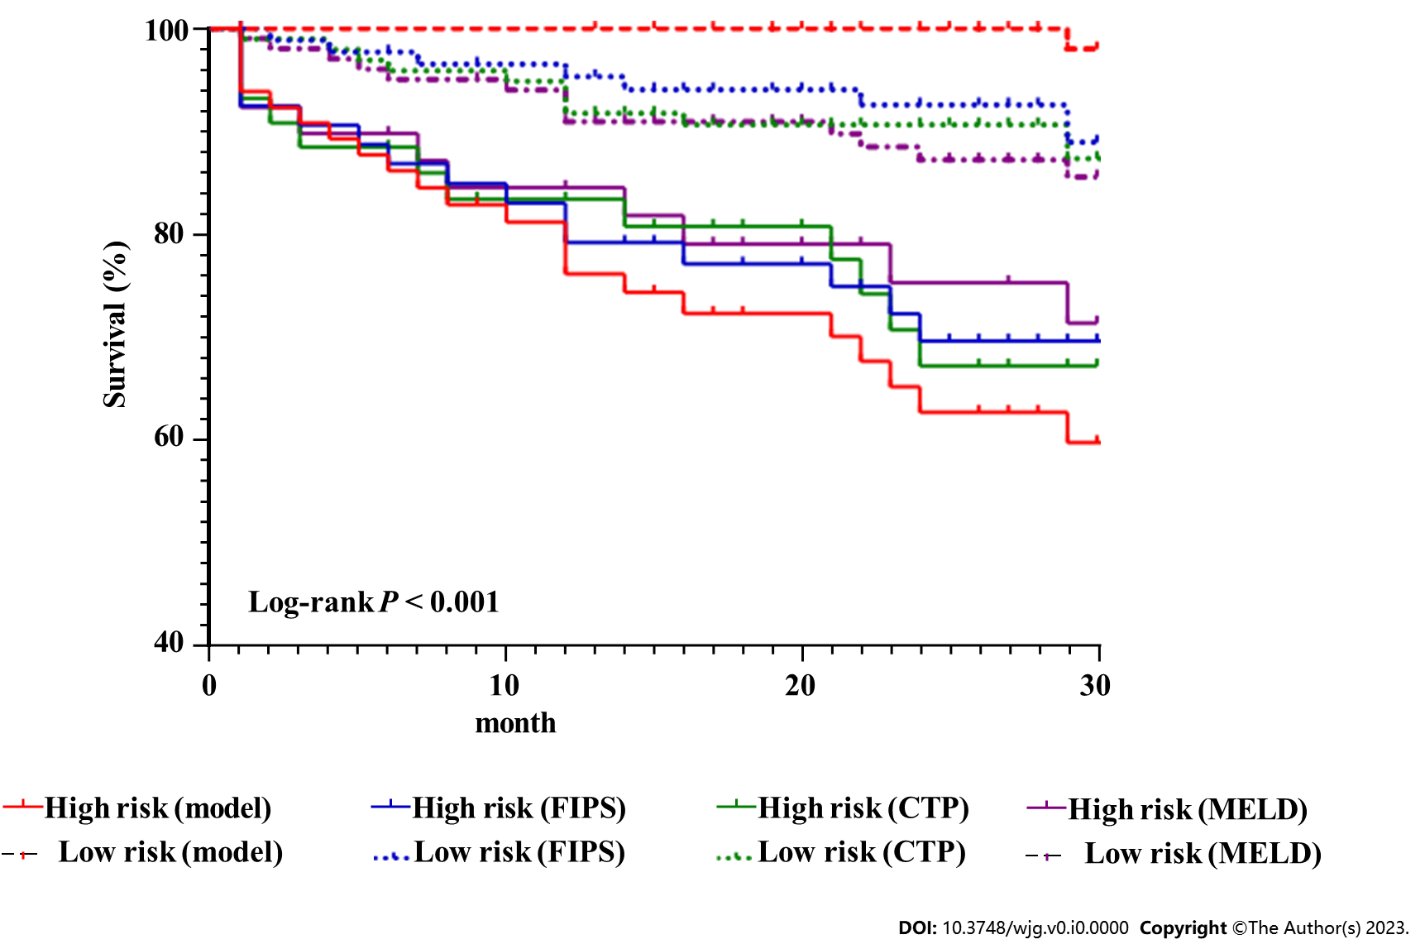 100
80
60
40
Survival (%)
Log-rank P < 0.001
0 10 20 30
month
High risk (model) High risk (FIPS) High risk (CTP) High risk (MELD)
Low risk (model) Low risk (FIPS) Low risk (CTP) Low risk (MELD)
DOI: 10.3748/wjg.v0.i0.0000 Copyright ©The Author(s) 2023.